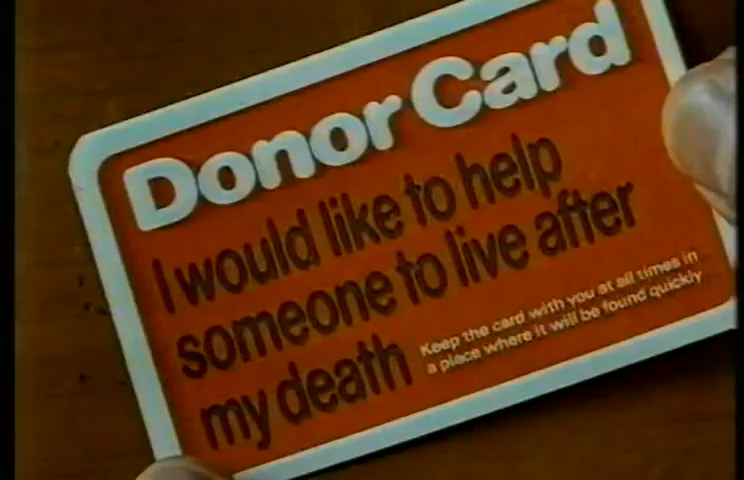 Donor Card
I would like to help
someone to live after
my death
Keep the card with you at all times in
a place where it will be found quickly